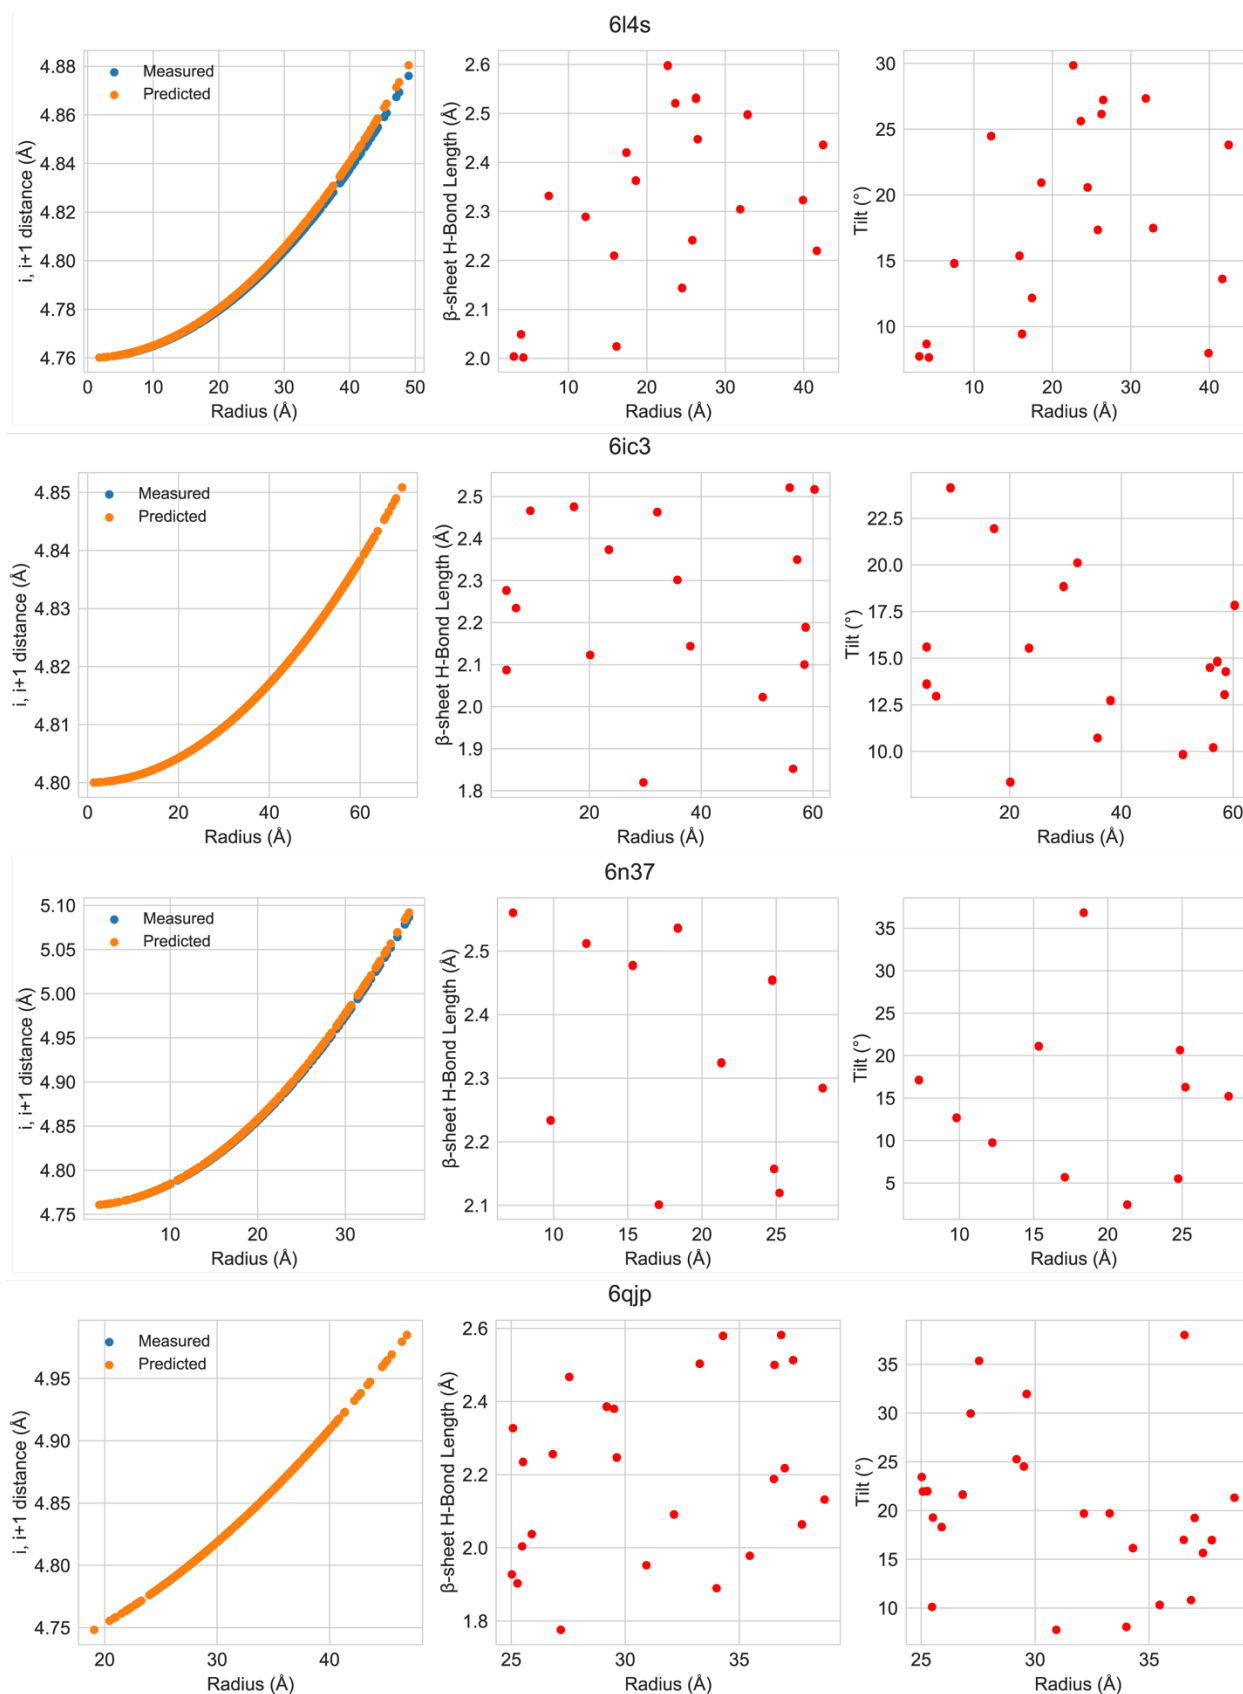 6l4s
i, i+1 distance (Å)
4.88
4.86
4.84
4.82
4.80
4.78
4.76
Measured
Predicted
0 10 20 30 40 50
Radius (Å)
β-sheet H-Bond Length (Å)
2.6
2.5
2.4
2.3
2.2
2.1
2.0
10 20 30 40
Radius (Å)
Tilt (°)
30
25
20
15
10
10 20 30 40
Radius (Å)
6ic3
i, i+1 distance (Å)
4.85
4.84
4.83
4.82
4.81
4.80
Measured
Predicted
0 20 40 60
Radius (Å)
β-sheet H-Bond Length (Å)
2.5
2.4
2.3
2.2
2.1
2.0
1.9
1.8
20 40 60
Radius (Å)
Tilt (°)
22.5
20.0
17.5
15.0
12.5
10.0
20 40 60
Radius (Å)
6n37
i, i+1 distance (Å)
5.10
5.05
5.00
4.95
4.90
4.85
4.80
4.75
Measured
Predicted
10 20 30
Radius (Å)
β-sheet H-Bond Length (Å)
2.5
2.4
2.3
2.2
2.1
10 15 20 25
Radius (Å)
Tilt (°)
35
30
25
20
15
10
5
10 15 20 25
Radius (Å)
6qjp
i, i+1 distance (Å)
4.95
4.90
4.85
4.80
4.75
Measured
Predicted
20 30 40
Radius (Å)
β-sheet H-Bond Length (Å)
2.6
2.4
2.2
2.0
1.8
25 30 35
Radius (Å)
Tilt (°)
35
30
25
20
15
10
25 30 35
Radius (Å)